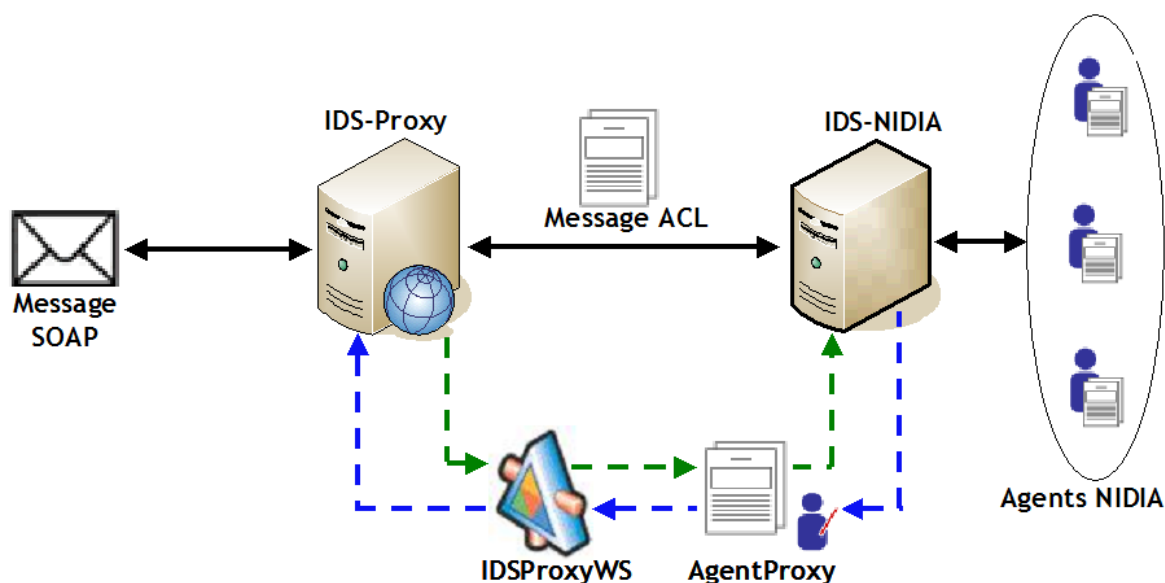 IDS-Proxy
IDS-NIDIA
Message ACL
Message
SOAP
Agents NIDIA
IDSProxyWS
AgentProxy